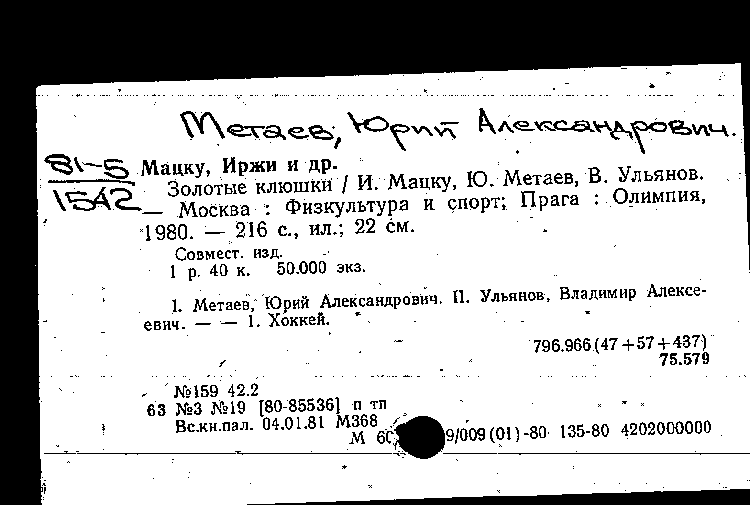 Метаев, Юрий Александрович.
81-5
1542
Мацку, Иржи и др.
Золотые клюшки / И. Мацку, Ю. Метаев, В. Ульянов.
— Москва : Физкультура и спорт; Прага : Олимпия,
1980. — 216 с., ил.; 22 см.
Совмест. изд.
1 р. 40 к. 50.000 экз.
I. Метаев, Юрий Александрович. II. Ульянов, Владимир Алексе-
евич. — — 1. Хоккей.
796.966(47+57+437)
75.579
№159 42.2
63 №3 №19 [80-85536] п тп
Вс.кн.пал. 04.01.81 М368
М 9/009(01)-80 135-80 4202000000